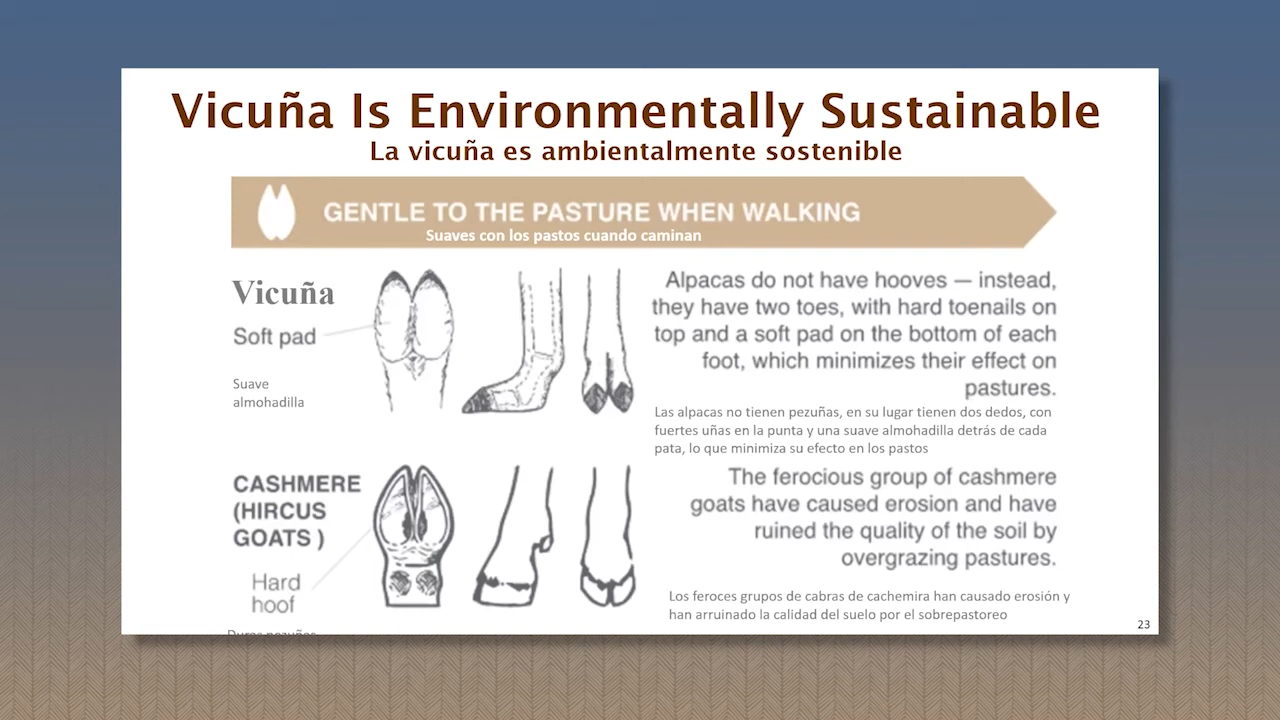 Vicuña Is Environmentally Sustainable
La vicuña es ambientalmente sostenible
GENTLE TO THE PASTURE WHEN WALKING
Suaves con los pastos cuando caminan
Vicuña
Soft pad
Suave
almohadilla
Alpacas do not have hooves — instead,
they have two toes, with hard toenails on
top and a soft pad on the bottom of each
foot, which minimizes their effect on
pastures.
Las alpacas no tienen pezuñas, en su lugar tienen dos dedos, con
fuertes uñas en la punta y una suave almohadilla detrás de cada
pata, lo que minimiza su efecto en los pastos
CASHMERE
(HIRCUS
GOATS )
Hard
hoof
The ferocious group of cashmere
goats have caused erosion and have
ruined the quality of the soil by
overgrazing pastures.
Los feroces grupos de cabras de cachemira han causado erosión y
han arruinado la calidad del suelo por el sobrepastoreo
23